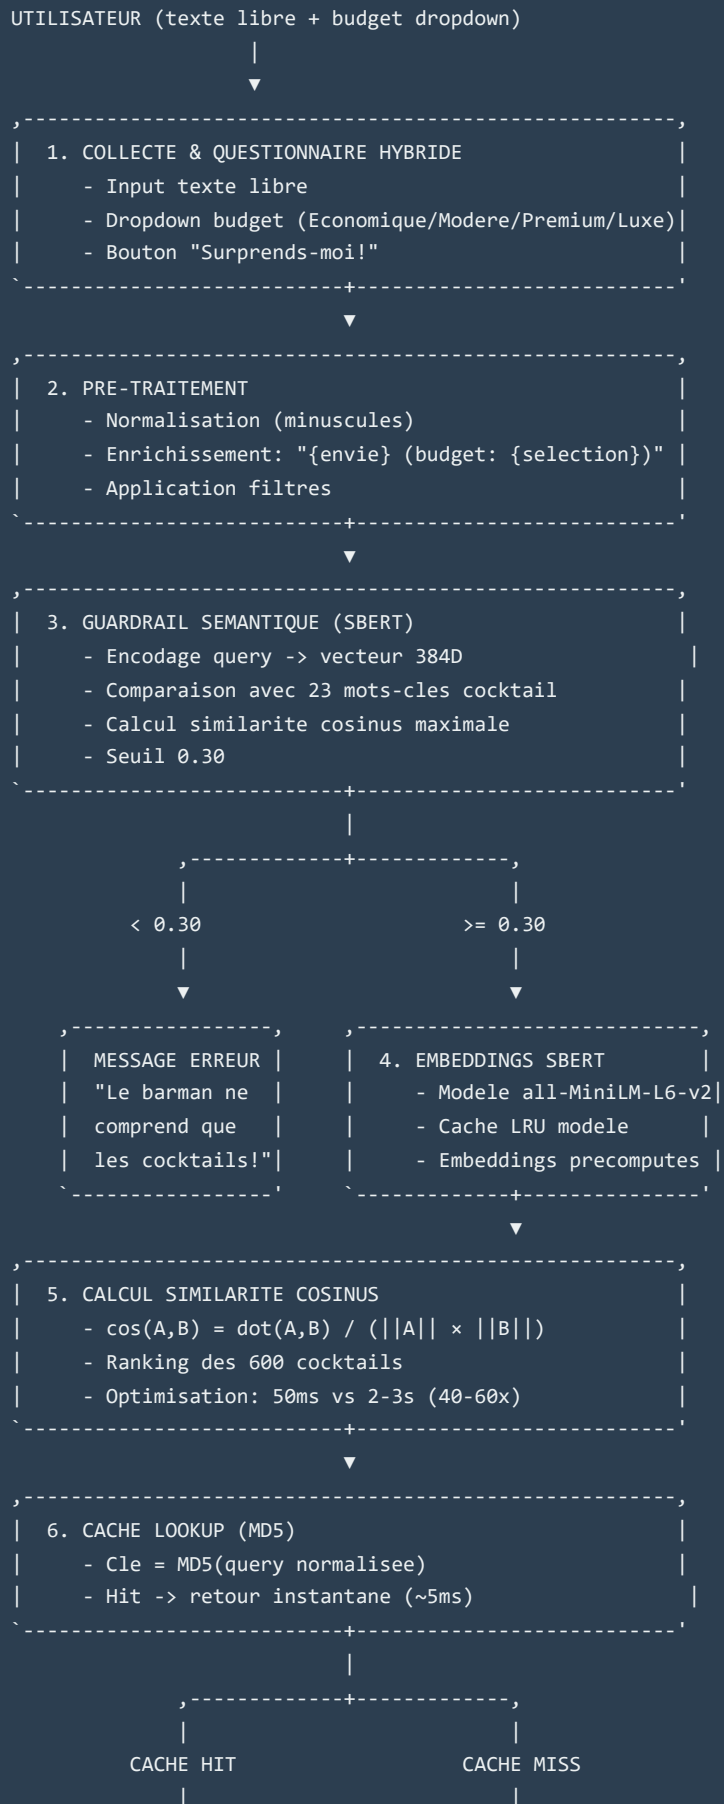 UTILISATEUR (texte libre + budget dropdown)
|
▼
,------------------------------------------------------,
|  1. COLLECTE & QUESTIONNAIRE HYBRIDE                  |
|     - Input texte libre                               |
|     - Dropdown budget (Economique/Modere/Premium/Luxe)|
|     - Bouton "Surprends-moi!"                         |
`---------------------------+---------------------------'
▼
,------------------------------------------------------,
|  2. PRE-TRAITEMENT                                    |
|     - Normalisation (minuscules)                      |
|     - Enrichissement: "{envie} (budget: {selection})" |
|     - Application filtres                             |
`---------------------------+---------------------------'
▼
,------------------------------------------------------,
|  3. GUARDRAIL SEMANTIQUE (SBERT)                      |
|     - Encodage query -> vecteur 384D                   |
|     - Comparaison avec 23 mots-cles cocktail          |
|     - Calcul similarite cosinus maximale              |
|     - Seuil 0.30                                      |
`---------------------------+---------------------------'
|
,-------------+-------------,
|                           |
< 0.30                      >= 0.30
|                           |
▼                           ▼
,-----------------,     ,----------------------------,
|  MESSAGE ERREUR |     |  4. EMBEDDINGS SBERT        |
|  "Le barman ne  |     |     - Modele all-MiniLM-L6-v2|
|  comprend que   |     |     - Cache LRU modele      |
|  les cocktails!"|     |     - Embeddings precomputes |
`-----------------'     `-------------+---------------'
▼
,------------------------------------------------------,
|  5. CALCUL SIMILARITE COSINUS                         |
|     - cos(A,B) = dot(A,B) / (||A|| × ||B||)           |
|     - Ranking des 600 cocktails                       |
|     - Optimisation: 50ms vs 2-3s (40-60x)             |
`---------------------------+---------------------------'
▼
,------------------------------------------------------,
|  6. CACHE LOOKUP (MD5)                                |
|     - Cle = MD5(query normalisee)                     |
|     - Hit -> retour instantane (~5ms)                  |
`---------------------------+---------------------------'
|
,-------------+-------------,
|                           |
CACHE HIT                   CACHE MISS
|                           |